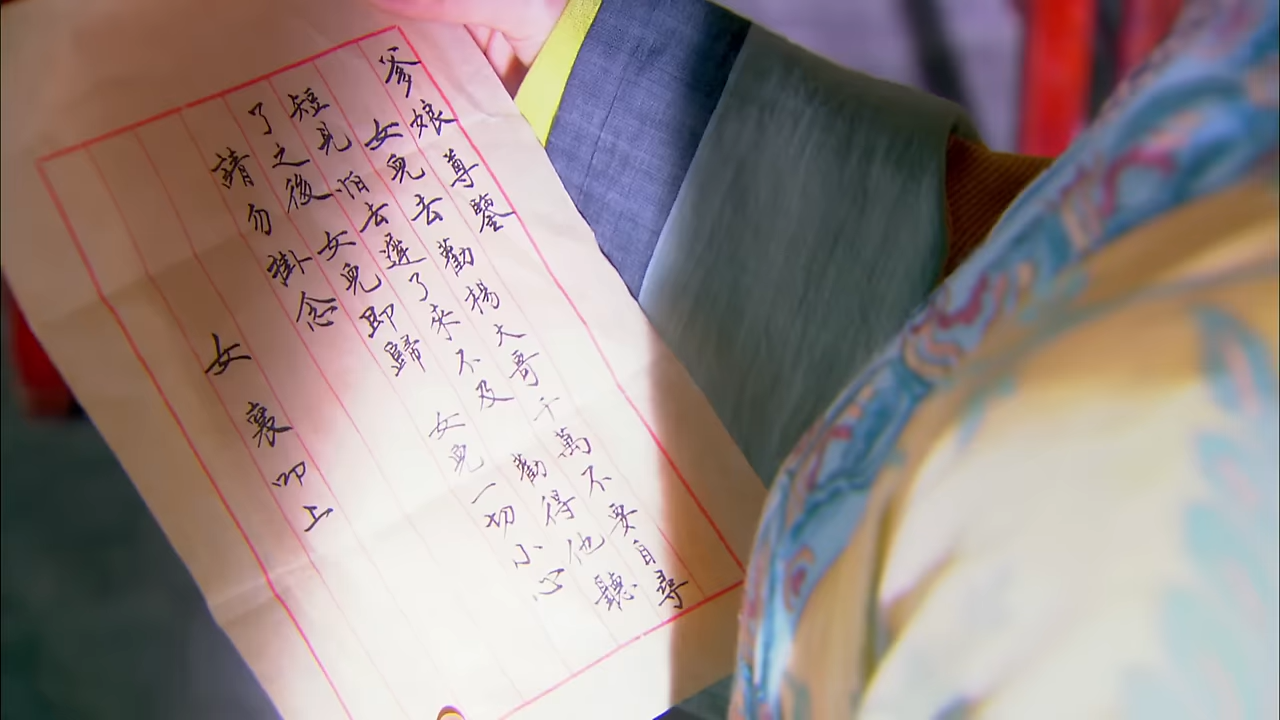 爹娘尊鑒
女兒去勸楊大哥千萬不要自尋
短見怕去遲了來不及 勸得他聽
了之後女兒即歸 女兒一切小心
請勿掛念
女襄叩上